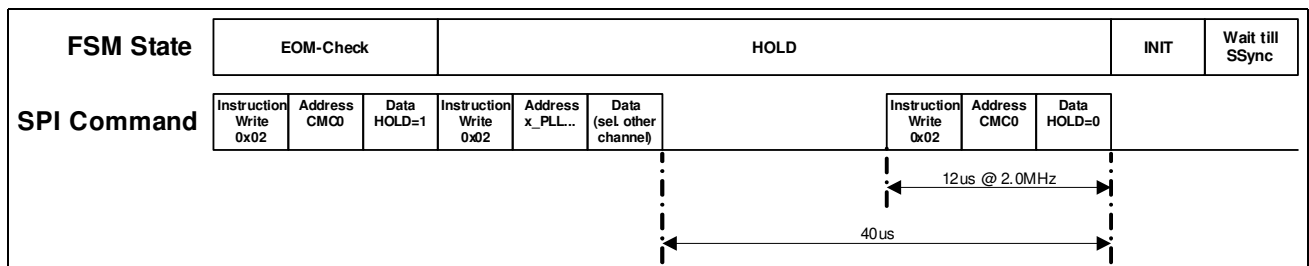 FSM State
EOM-Check
HOLD
INIT
Wait till
SSync
SPI Command
Instruction
Write
0x02
Address
CMC0
Data
HOLD=1
Instruction
Write
0x02
Address
x_PLL...
Data
(sel. other
channel)
Instruction
Write
0x02
Address
CMC0
Data
HOLD=0
12us @ 2.0MHz
40us